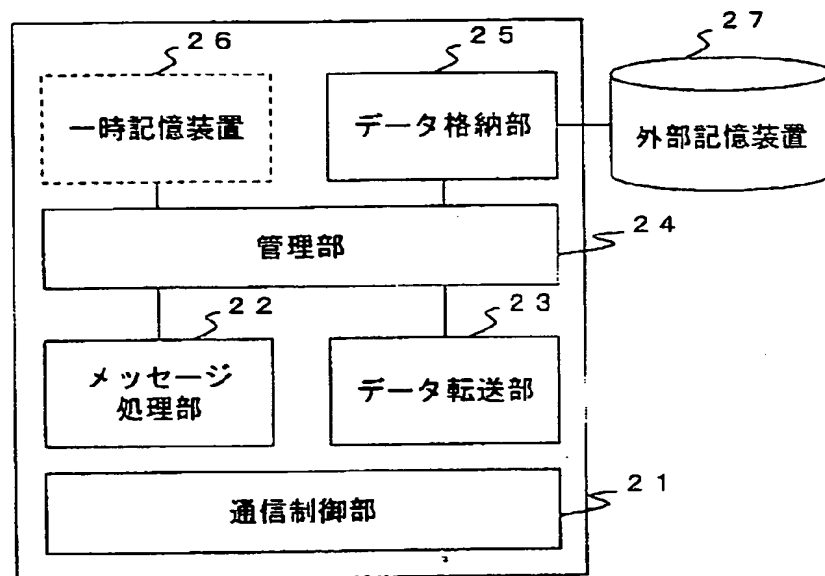 26
25
27
一時記憶装置
データ格納部
外部記憶装置
24
管理部
22
23
メッセージ
処理部
データ転送部
21
通信制御部